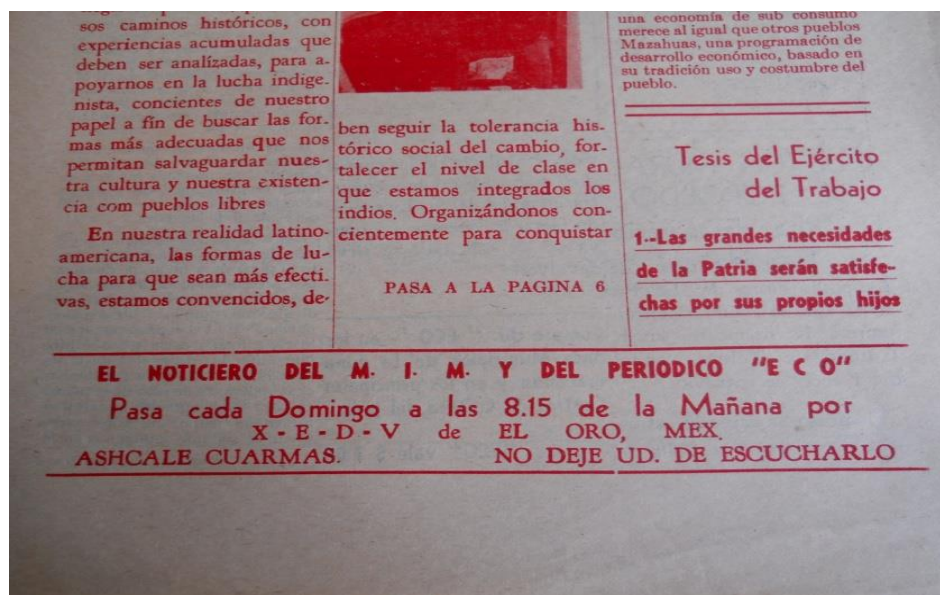 sos caminos históricos, con
experiencias acumuladas que
deben ser analizadas, para a-
poyarnos en la lucha indige-
nista, concientes de nuestro
papel a fin de buscar las for-
mas más adecuadas que nos
permitan salvaguardar nues-
tra cultura y nuestra existen-
cia com pueblos libres
En nuestra realidad latino-
americana, las formas de lu-
cha para que sean más efecti-
vas, estamos convencidos, de-
ben seguir la tolerancia his-
tórico social del cambio, for-
talecer el nivel de clase en
que estamos integrados los
indios. Organizándonos con-
cientemente para conquistar
PASA A LA PAGINA 6
una economía de sub consumo
merece al igual que otros pueblos
Mazahuas, una programación de
desarrollo económico, basado en
su tradición uso y costumbre del
pueblo.
Tesis del Ejército
del Trabajo
1.-Las grandes necesidades
de la Patria serán satisfe-
chas por sus propios hijos
EL NOTICIERO DEL M. I. M. Y DEL PERIODICO "E C O"
Pasa cada Domingo a las 8.15 de la Mañana por
X - E - D - V de EL ORO, MEX.
ASHCALE CUARMAS. NO DEJE UD. DE ESCUCHARLO